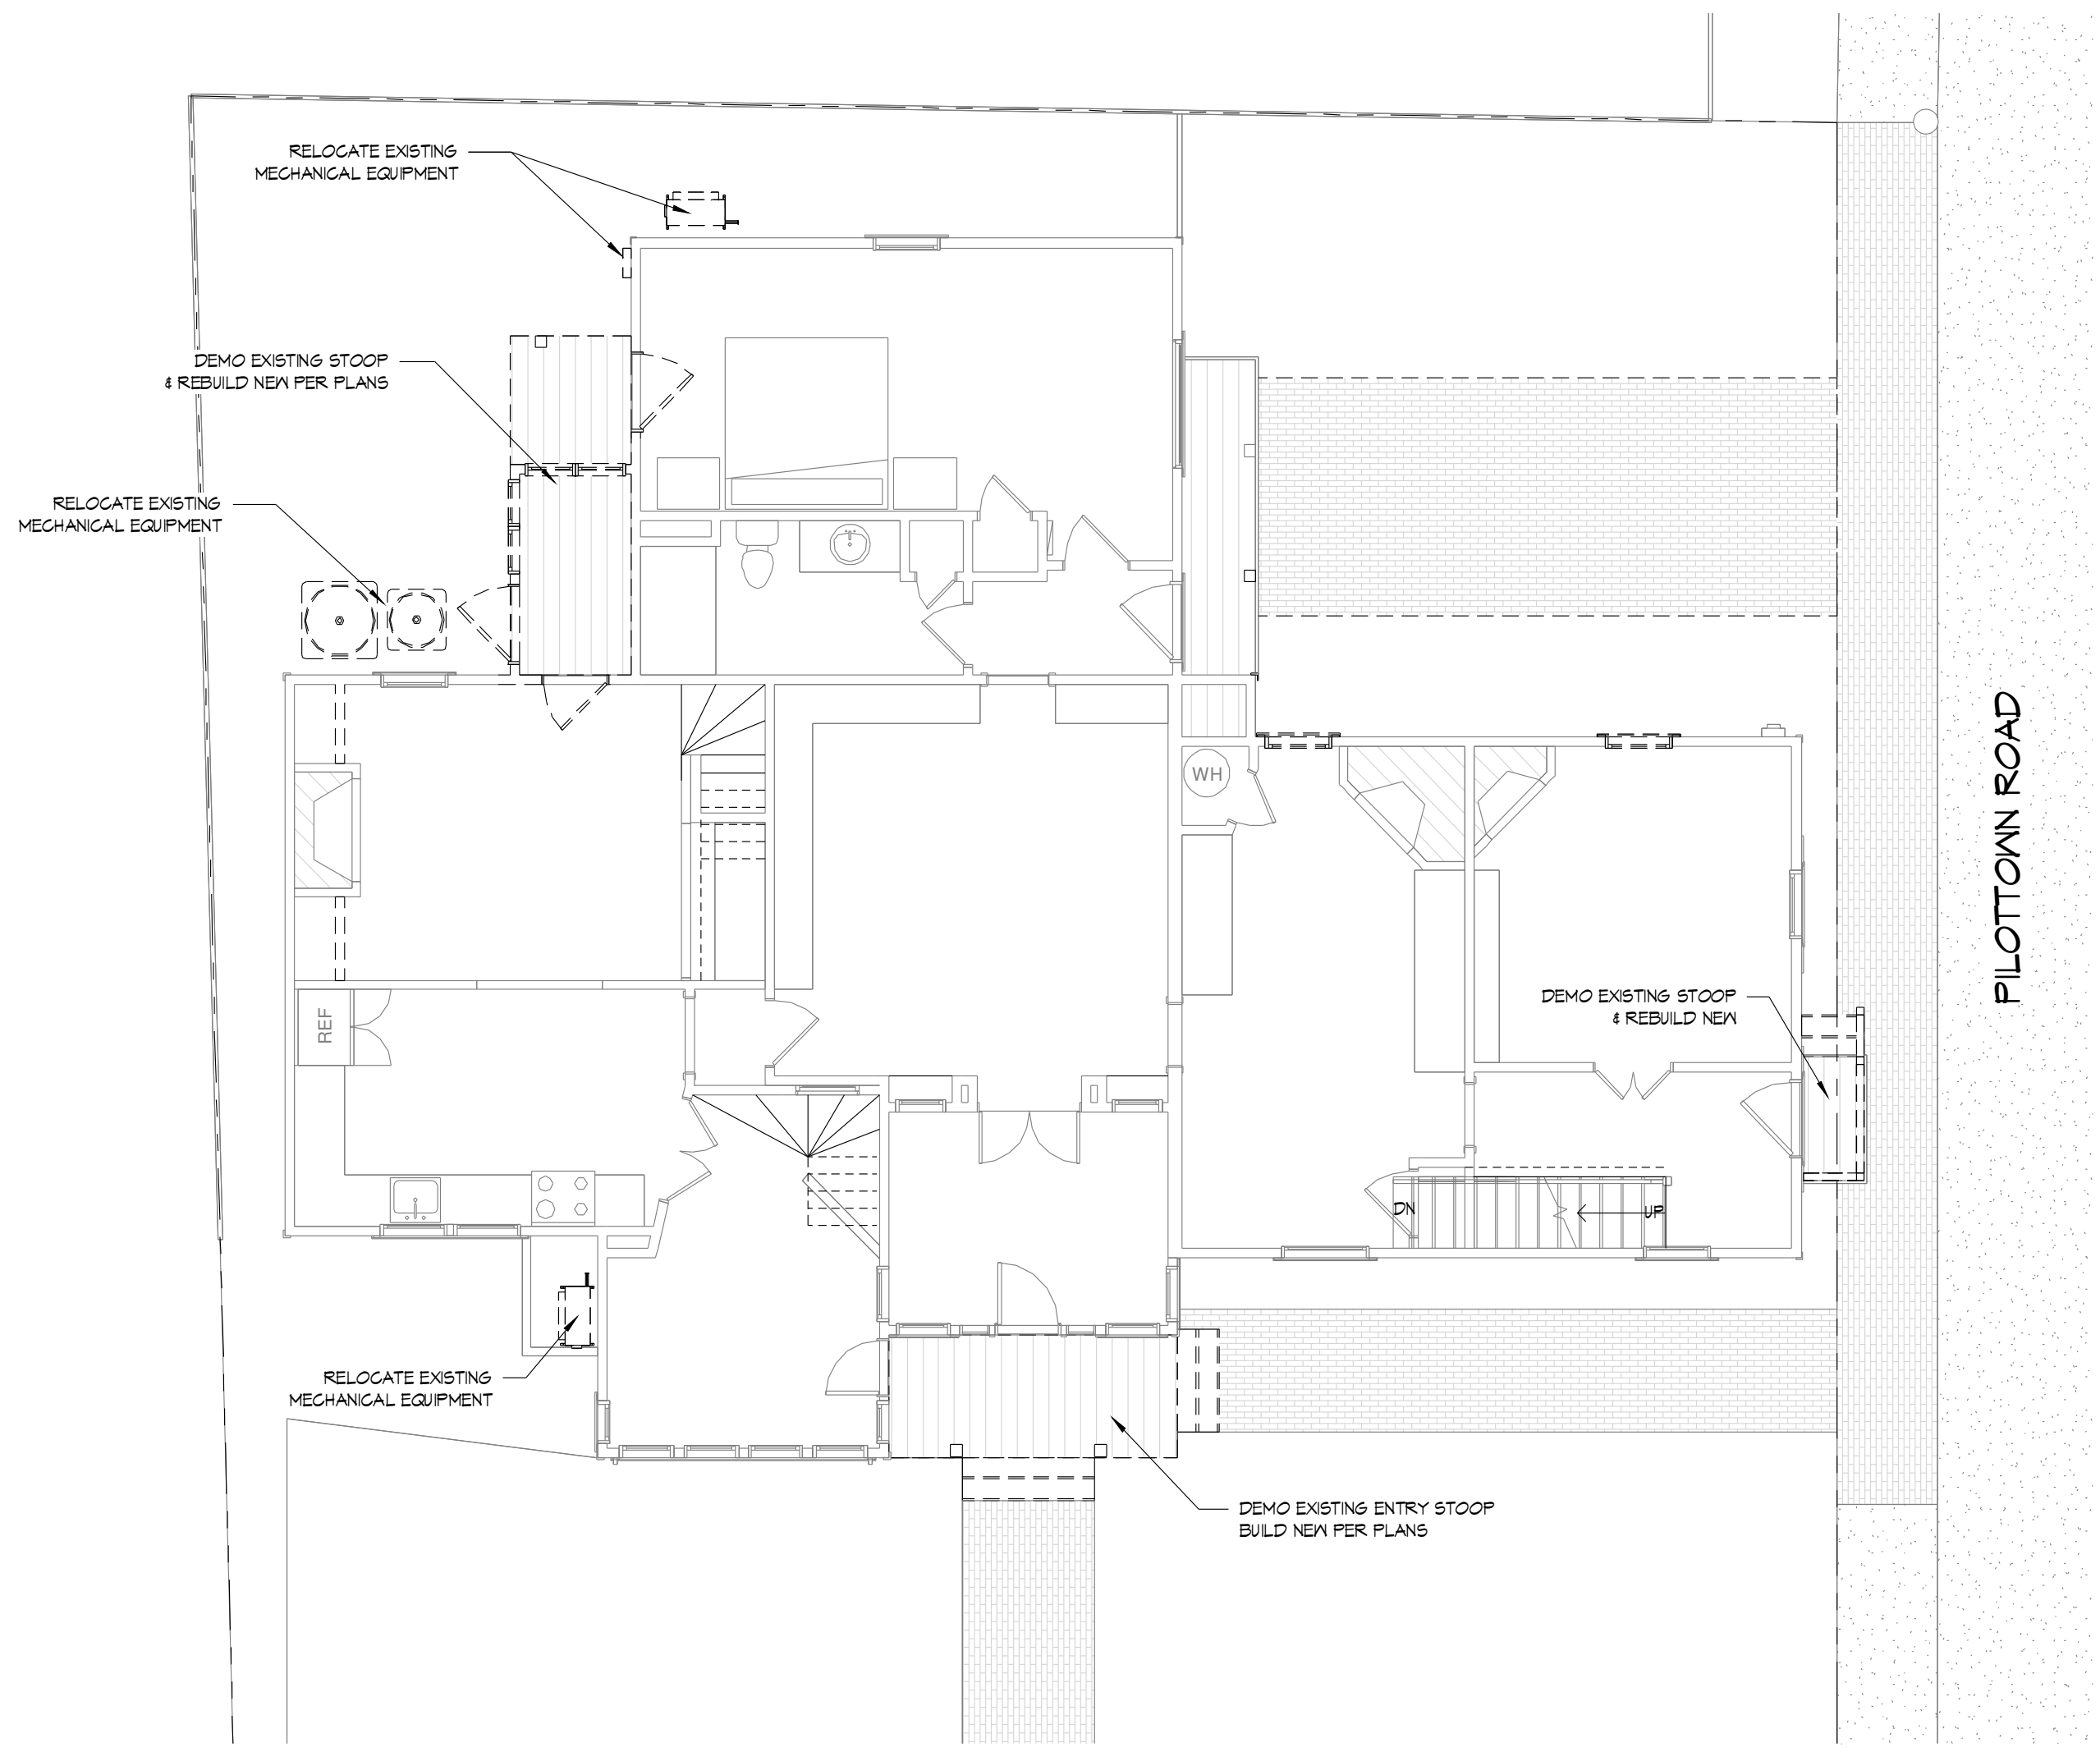 RELOCATE EXISTING
MECHANICAL EQUIPMENT
DEMO EXISTING STOOP
& REBUILD NEW PER PLANS
RELOCATE EXISTING
MECHANICAL EQUIPMENT
WH
PILOTTOWN ROAD
DEMO EXISTING STOOP
& REBUILD NEW
REF
DN
UP
RELOCATE EXISTING
MECHANICAL EQUIPMENT
DEMO EXISTING ENTRY STOOP
BUILD NEW PER PLANS